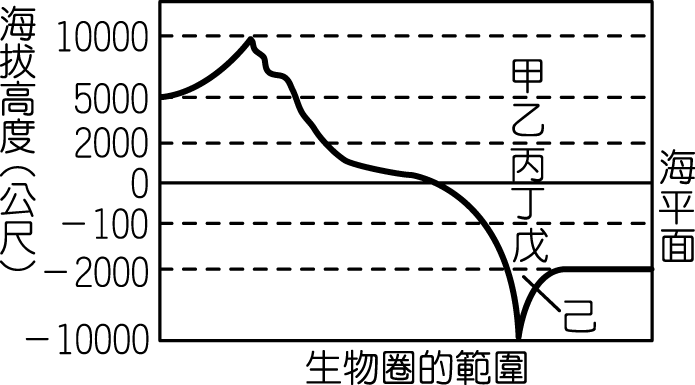 海拔高度(公尺)
10000
5000
2000
0
−100
−2000
−10000
甲
乙
丙
丁
戊
己
海平面
生物圈的範圍